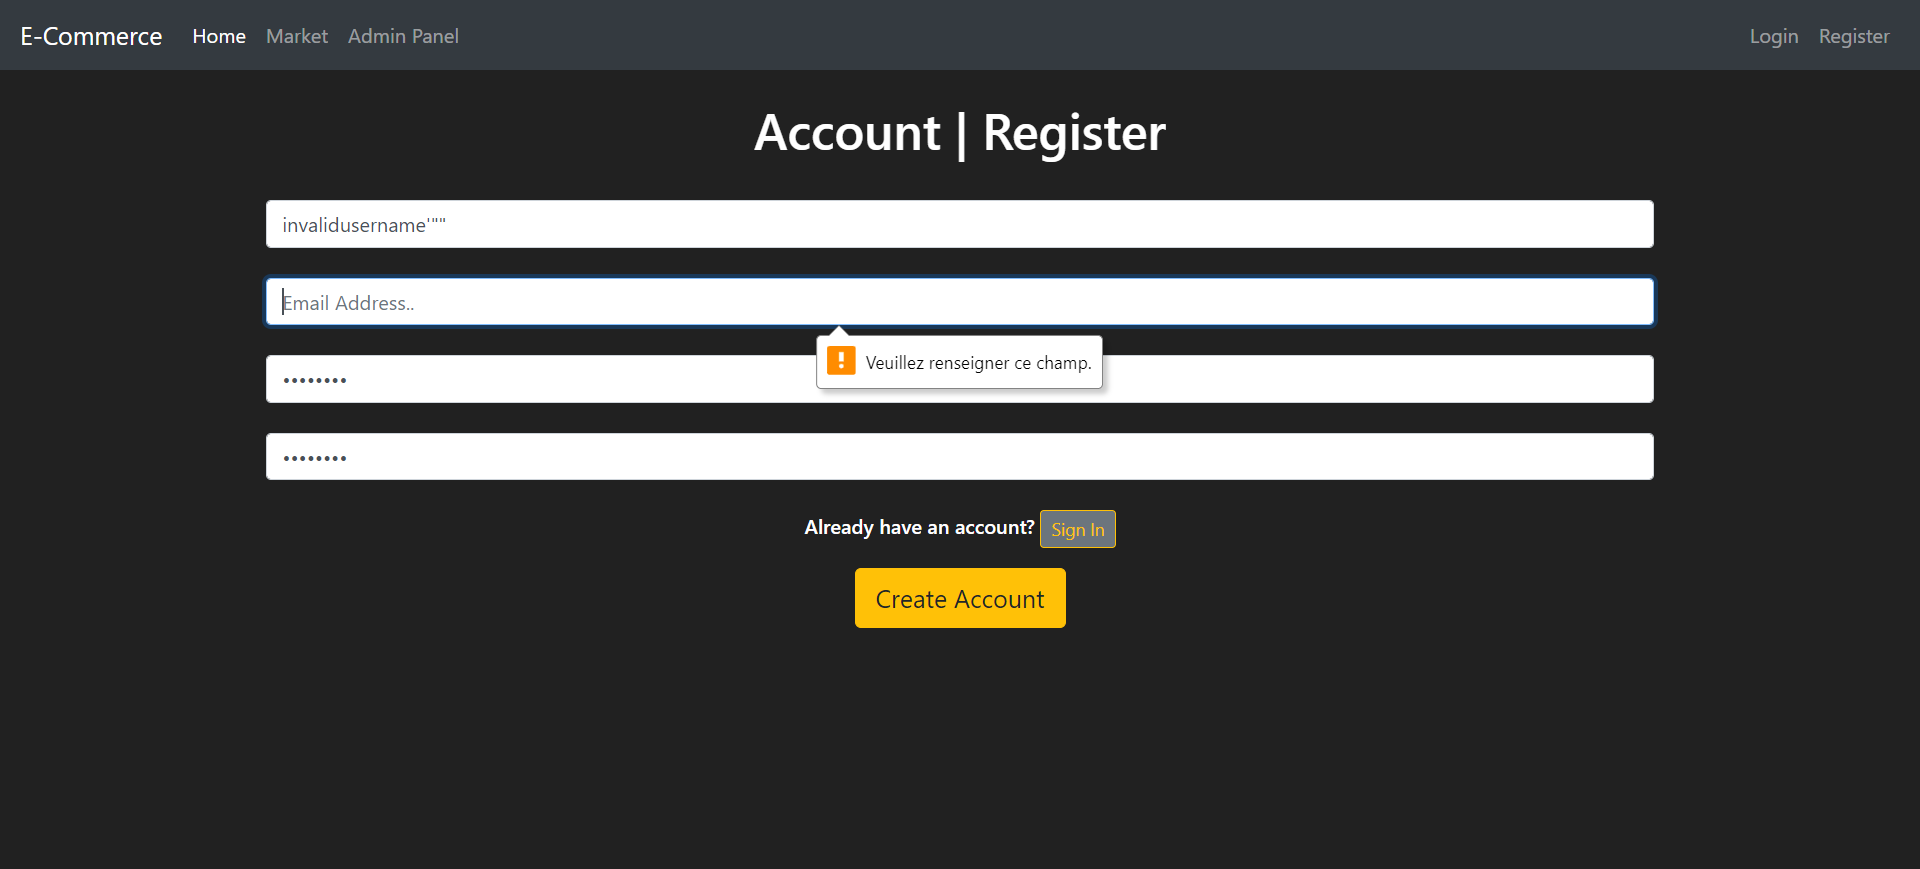 E-Commerce Home Market Admin Panel Login Register
Account | Register
invalidusername'""
Email Address..
Veuillez renseigner ce champ.
••••••••
••••••••
Already have an account? Sign In
Create Account